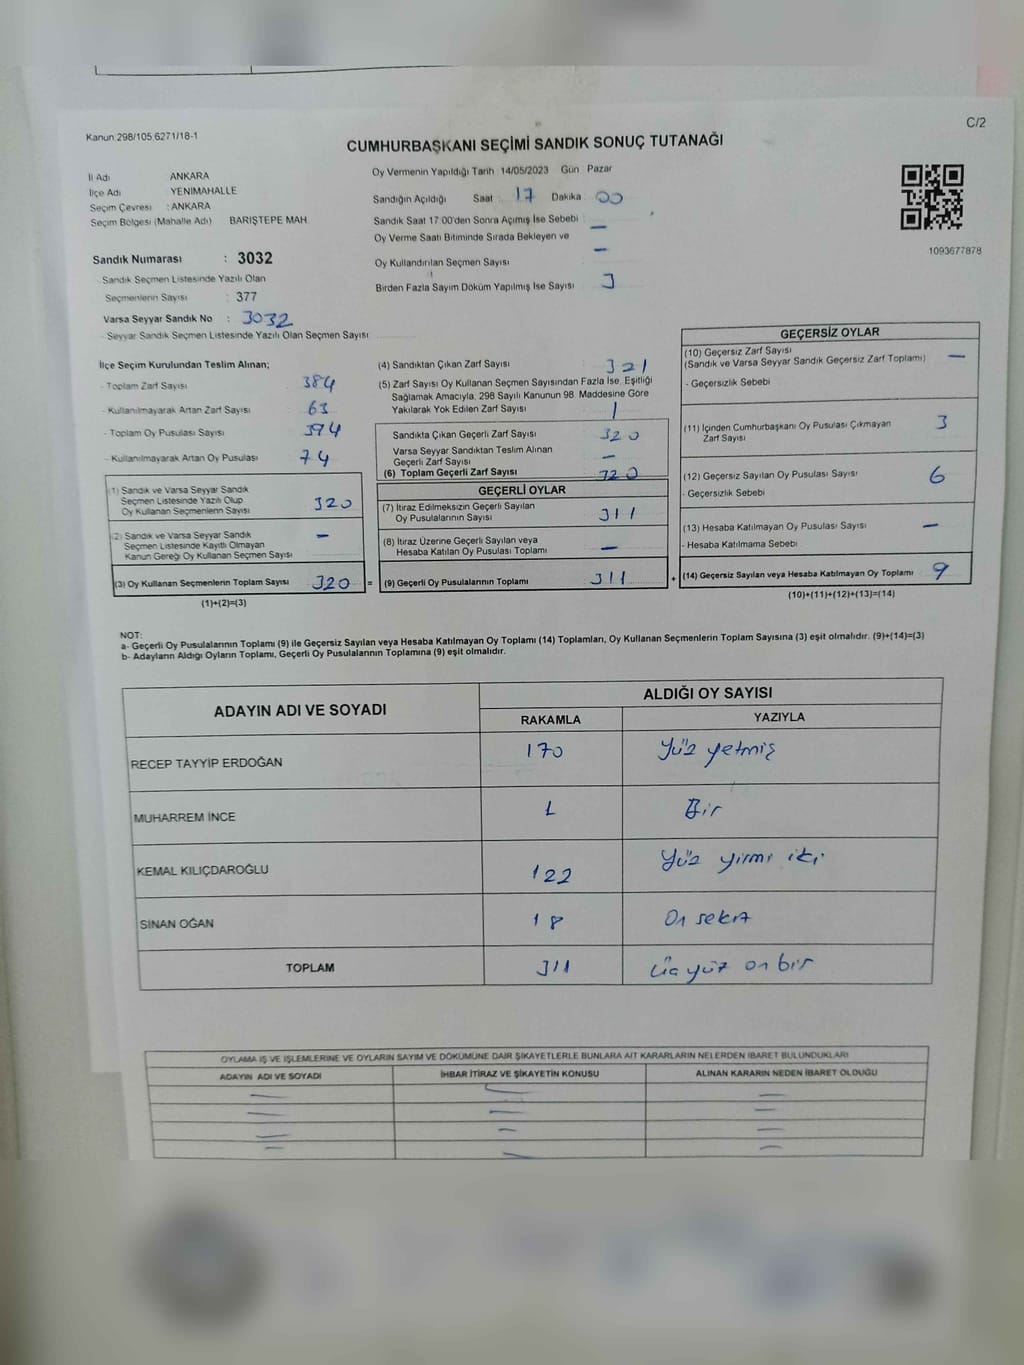 C/2
Kanun 298/105,6271/18-1
CUMHURBAŞKANI SEÇİMİ SANDIK SONUÇ TUTANAĞI
İl Adı ANKARA
İlçe Adı YENİMAHALLE
Seçim Çevresi : ANKARA
Seçim Bölgesi (Mahalle Adı) BARIŞTEPE MAH.
Sandık Numarası : 3032
Sandık Seçmen Listesinde Yazılı Olan
Seçmenlerin Sayısı : 377
Varsa Seyyar Sandık No : 3032
Seyyar Sandık Seçmen Listesinde Yazılı Olan Seçmen Sayısı
Oy Vermenin Yapıldığı Tarih 14/05/2023 Gün Pazar
Sandığın Açıldığı Saat : 17 Dakika 00
Sandık Saat 17.00'den Sonra Açımış İse Sebebi —
Oy Verme Saati Bitiminde Sırada Bekleyen ve
Oy Kullandırılan Seçmen Sayısı —
Birden Fazla Sayım Döküm Yapılmış İse Sayısı
1093677878
İlçe Seçim Kurulundan Teslim Alınan;
- Toplam Zarf Sayısı 384
- Kullanılmayarak Artan Zarf Sayısı 63
- Toplam Oy Pusulası Sayısı 394
- Kullanılmayarak Artan Oy Pusulası 74
(1) Sandık ve Varsa Seyyar Sandık
Seçmen Listesinde Yazılı Olup
Oy Kullanan Seçmenlerin Sayısı 320
(2) Sandık ve Varsa Seyyar Sandık
Seçmen Listesinde Kayıtlı Olmayan
Kanun Gereği Oy Kullanan Seçmen Sayısı —
(3) Oy Kullanan Seçmenlerin Toplam Sayısı 320 =
(1)+(2)=(3)
(4) Sandıktan Çıkan Zarf Sayısı : 321
(5) Zarf Sayısı Oy Kullanan Seçmen Sayısından Fazla İse, Eşitliği
Sağlamak Amacıyla, 298 Sayılı Kanunun 98. Maddesine Göre
Yakılarak Yok Edilen Zarf Sayısı 1
Sandıkta Çıkan Geçerli Zarf Sayısı 320
Varsa Seyyar Sandıktan Teslim Alınan
Geçerli Zarf Sayısı —
(6) Toplam Geçerli Zarf Sayısı 320
GEÇERLİ OYLAR
(7) İtiraz Edilmeksizin Geçerli Sayılan
Oy Pusulalarının Sayısı 311
(8) İtiraz Üzerine Geçerli Sayılan veya
Hesaba Katılan Oy Pusulası Toplamı —
(9) Geçerli Oy Pusulalarının Toplamı 311 +
GEÇERSİZ OYLAR
(10) Geçersiz Zarf Sayısı
(Sandık ve Varsa Seyyar Sandık Geçersiz Zarf Toplamı) —
- Geçersizlik Sebebi
(11) İçinden Cumhurbaşkanı Oy Pusulası Çıkmayan
Zarf Sayısı 3
(12) Geçersiz Sayılan Oy Pusulası Sayısı 6
- Geçersizlik Sebebi
(13) Hesaba Katılmayan Oy Pusulası Sayısı —
- Hesaba Katılmama Sebebi
(14) Geçersiz Sayılan veya Hesaba Katılmayan Oy Toplamı 9
(10)+(11)+(12)+(13)=(14)
NOT:
a- Geçerli Oy Pusulalarının Toplamı (9) ile Geçersiz Sayılan veya Hesaba Katılmayan Oy Toplamı (14) Toplamları, Oy Kullanan Seçmenlerin Toplam Sayısına (3) eşit olmalıdır. (9)+(14)=(3)
b- Adayların Aldığı Oyların Toplamı, Geçerli Oy Pusulalarının Toplamına (9) eşit olmalıdır.
ADAYIN ADI VE SOYADI ALDIĞI OY SAYISI
RAKAMLA YAZIYLA
RECEP TAYYİP ERDOĞAN 170 Yüz yetmiş
MUHARREM İNCE 1 Bir
KEMAL KILIÇDAROĞLU 122 Yüz yirmi iki
SİNAN OĞAN 18 On sekiz
TOPLAM 311 Üç yüz on bir
OYLAMA İŞ VE İŞLEMLERİNE VE OYLARIN SAYIM VE DÖKÜMÜNE DAİR ŞİKAYETLERLE BUNLARA AİT KARARLARIN NELERDEN İBARET BULUNDUKLARI
ADAYIN ADI VE SOYADI İHBAR İTİRAZ VE ŞİKAYETİN KONUSU ALINAN KARARIN NEDEN İBARET OLDUĞU
— — —
— — —
— — —
— — —